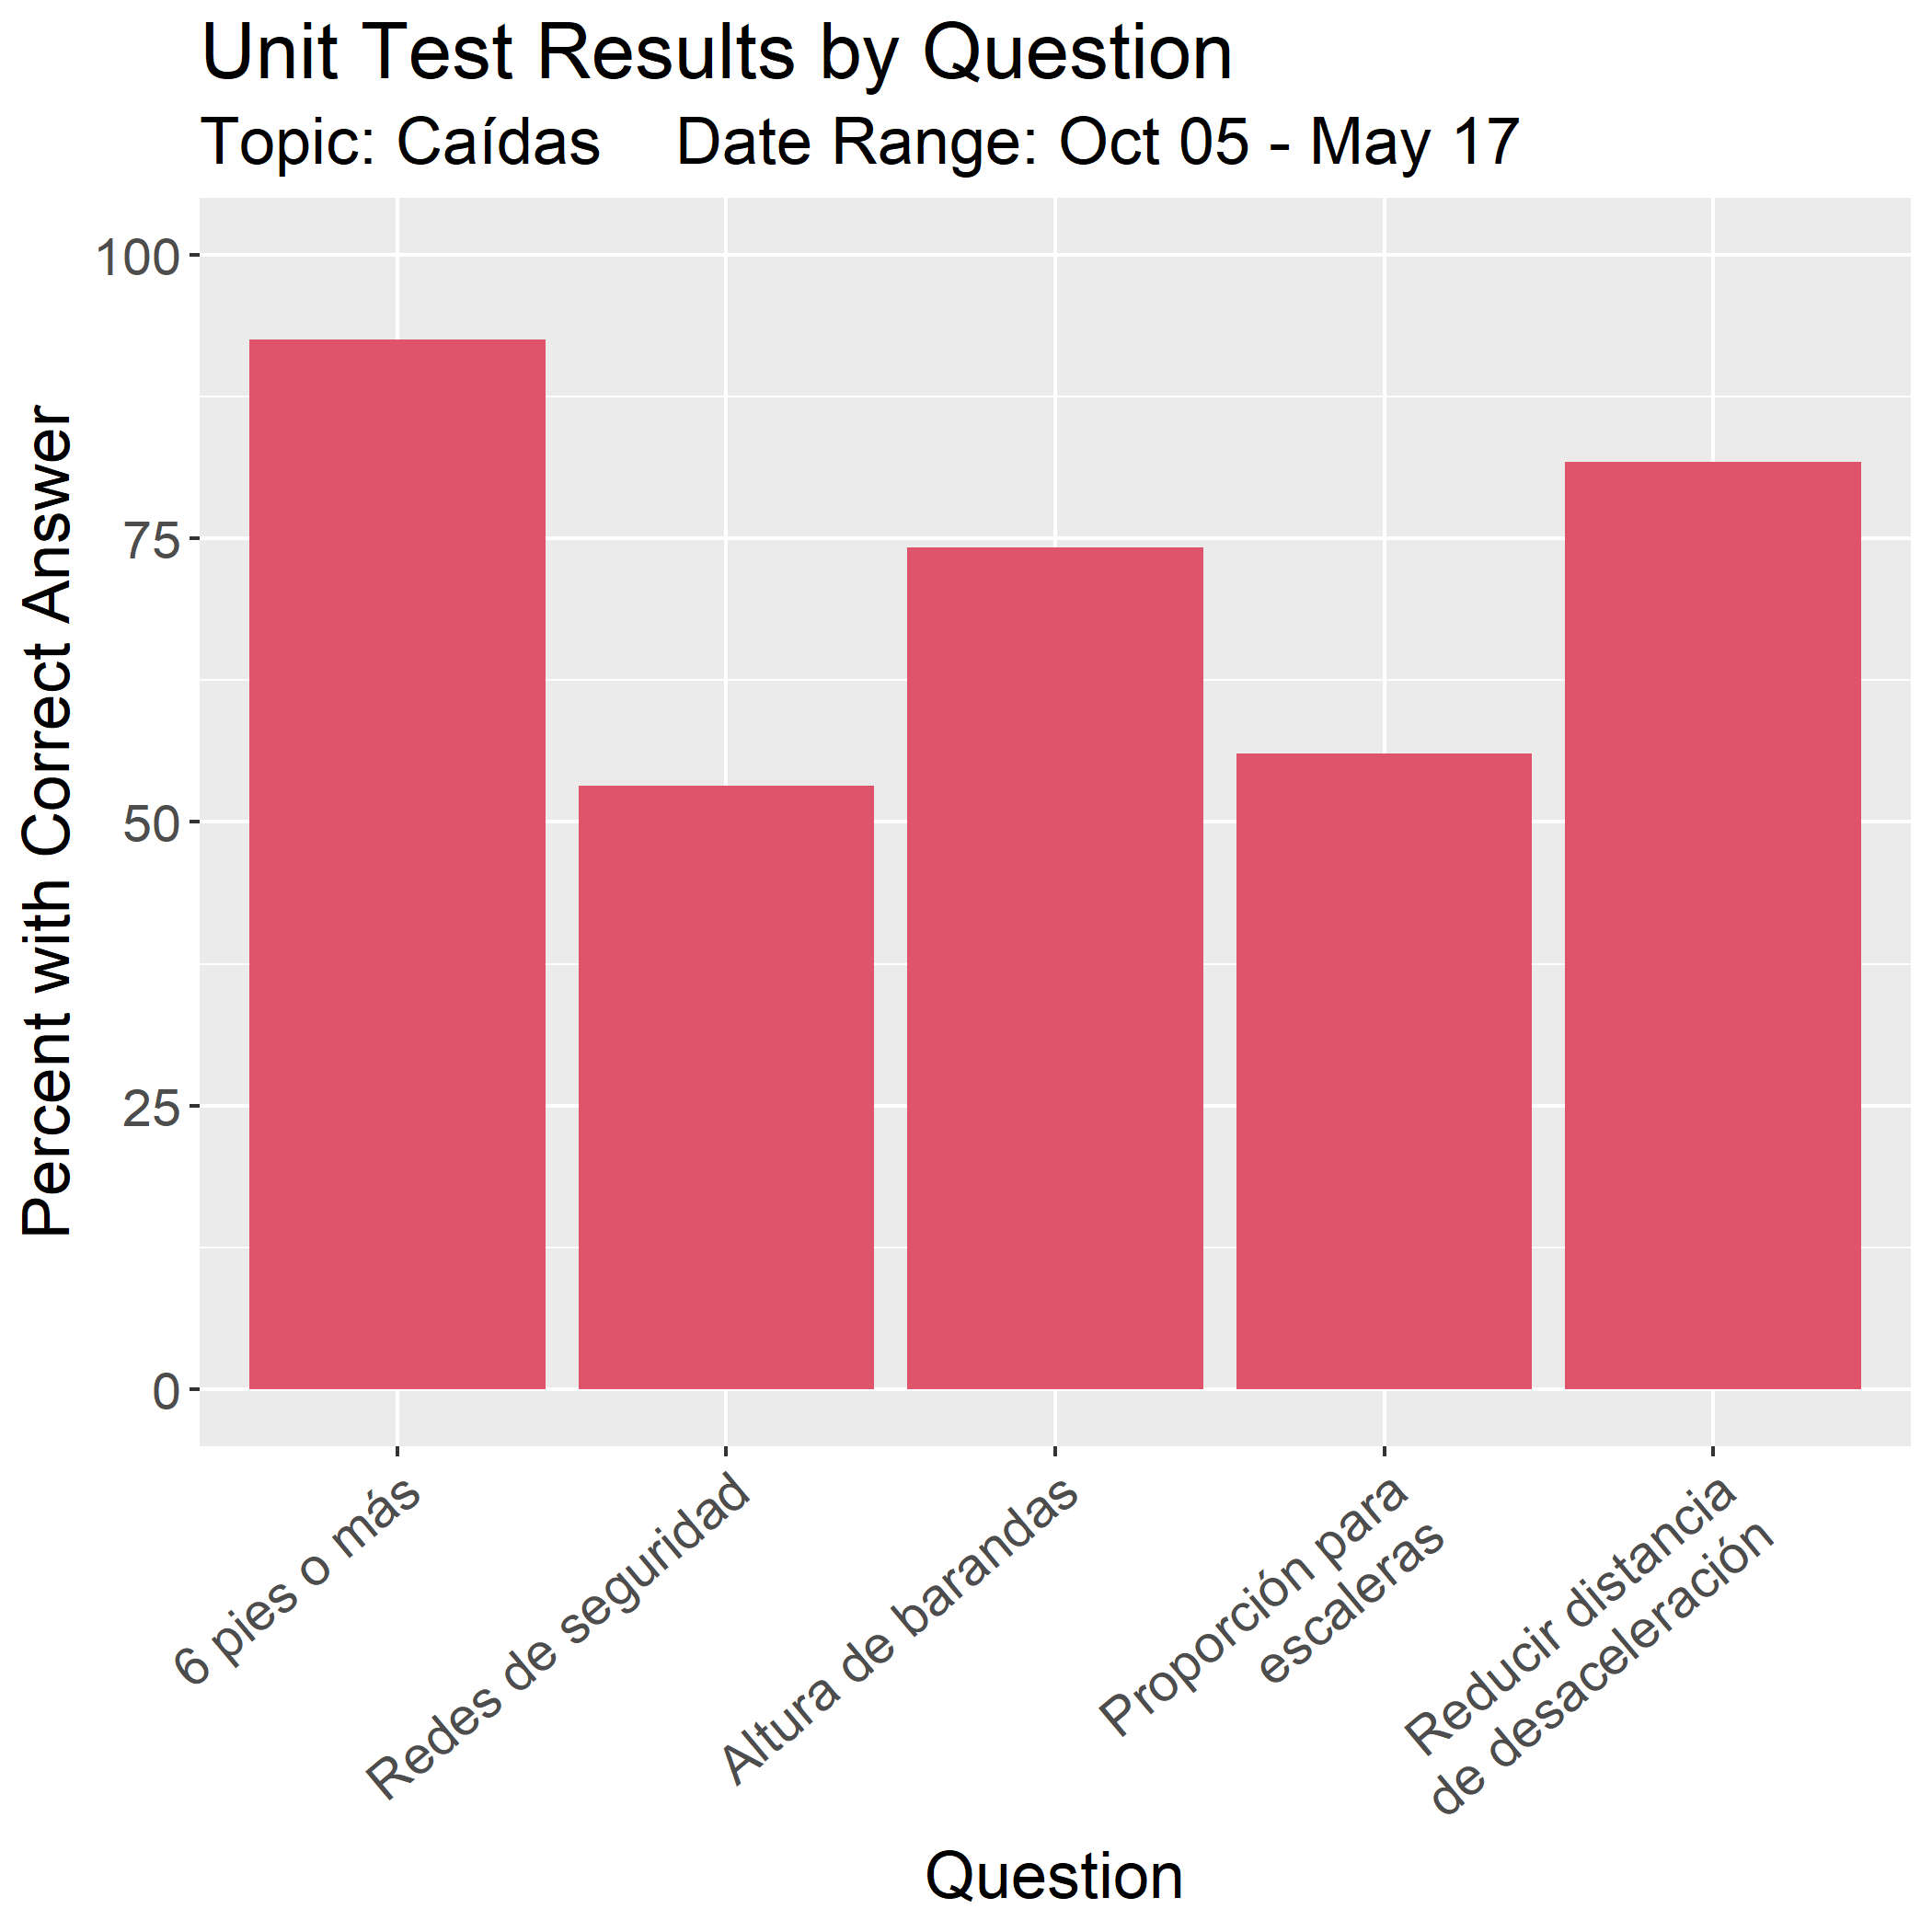 Unit Test Results by Question
Topic: Caídas Date Range: Oct 05 - May 17
Percent with Correct Answer
100
75
50
25
0
6 pies o más
Redes de seguridad
Altura de barandas
Proporción para
escaleras
Reducir distancia
de desaceleración
Question